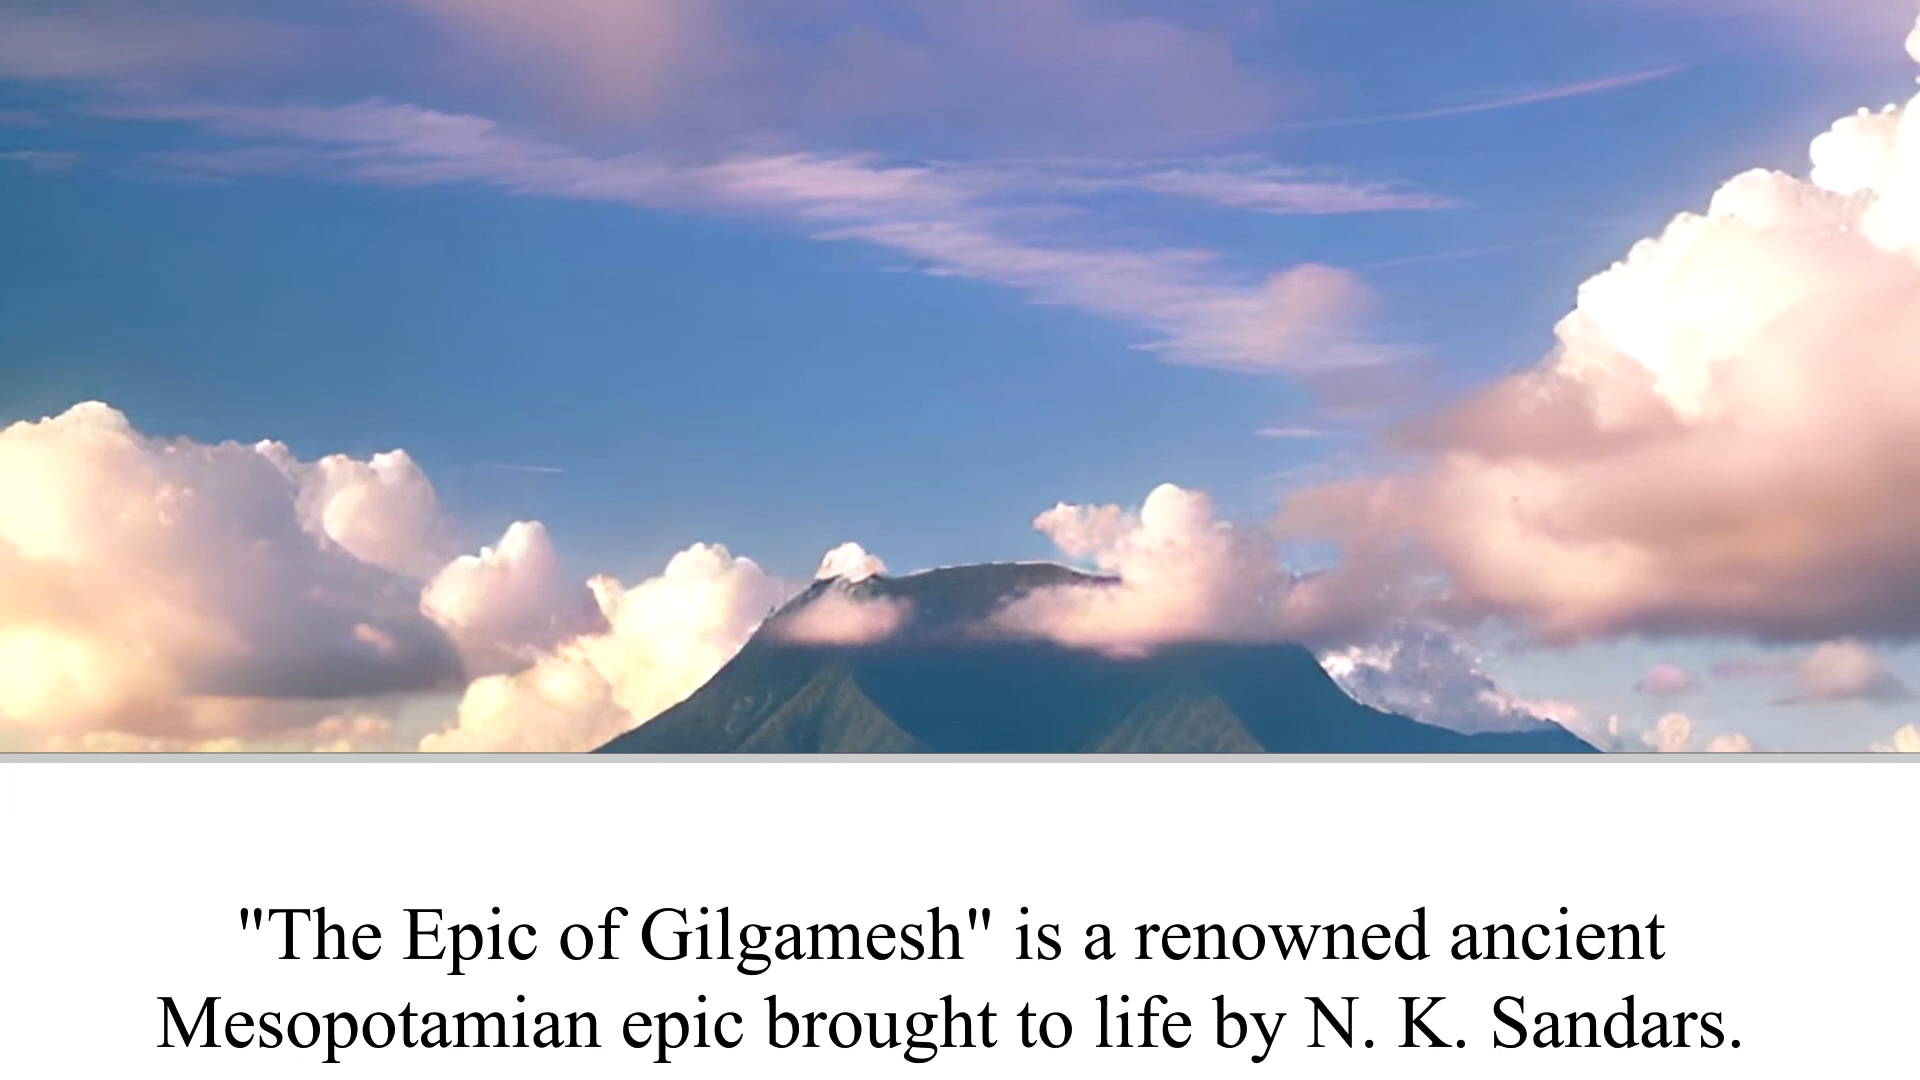 "The Epic of Gilgamesh" is a renowned ancient
Mesopotamian epic brought to life by N. K. Sandars.